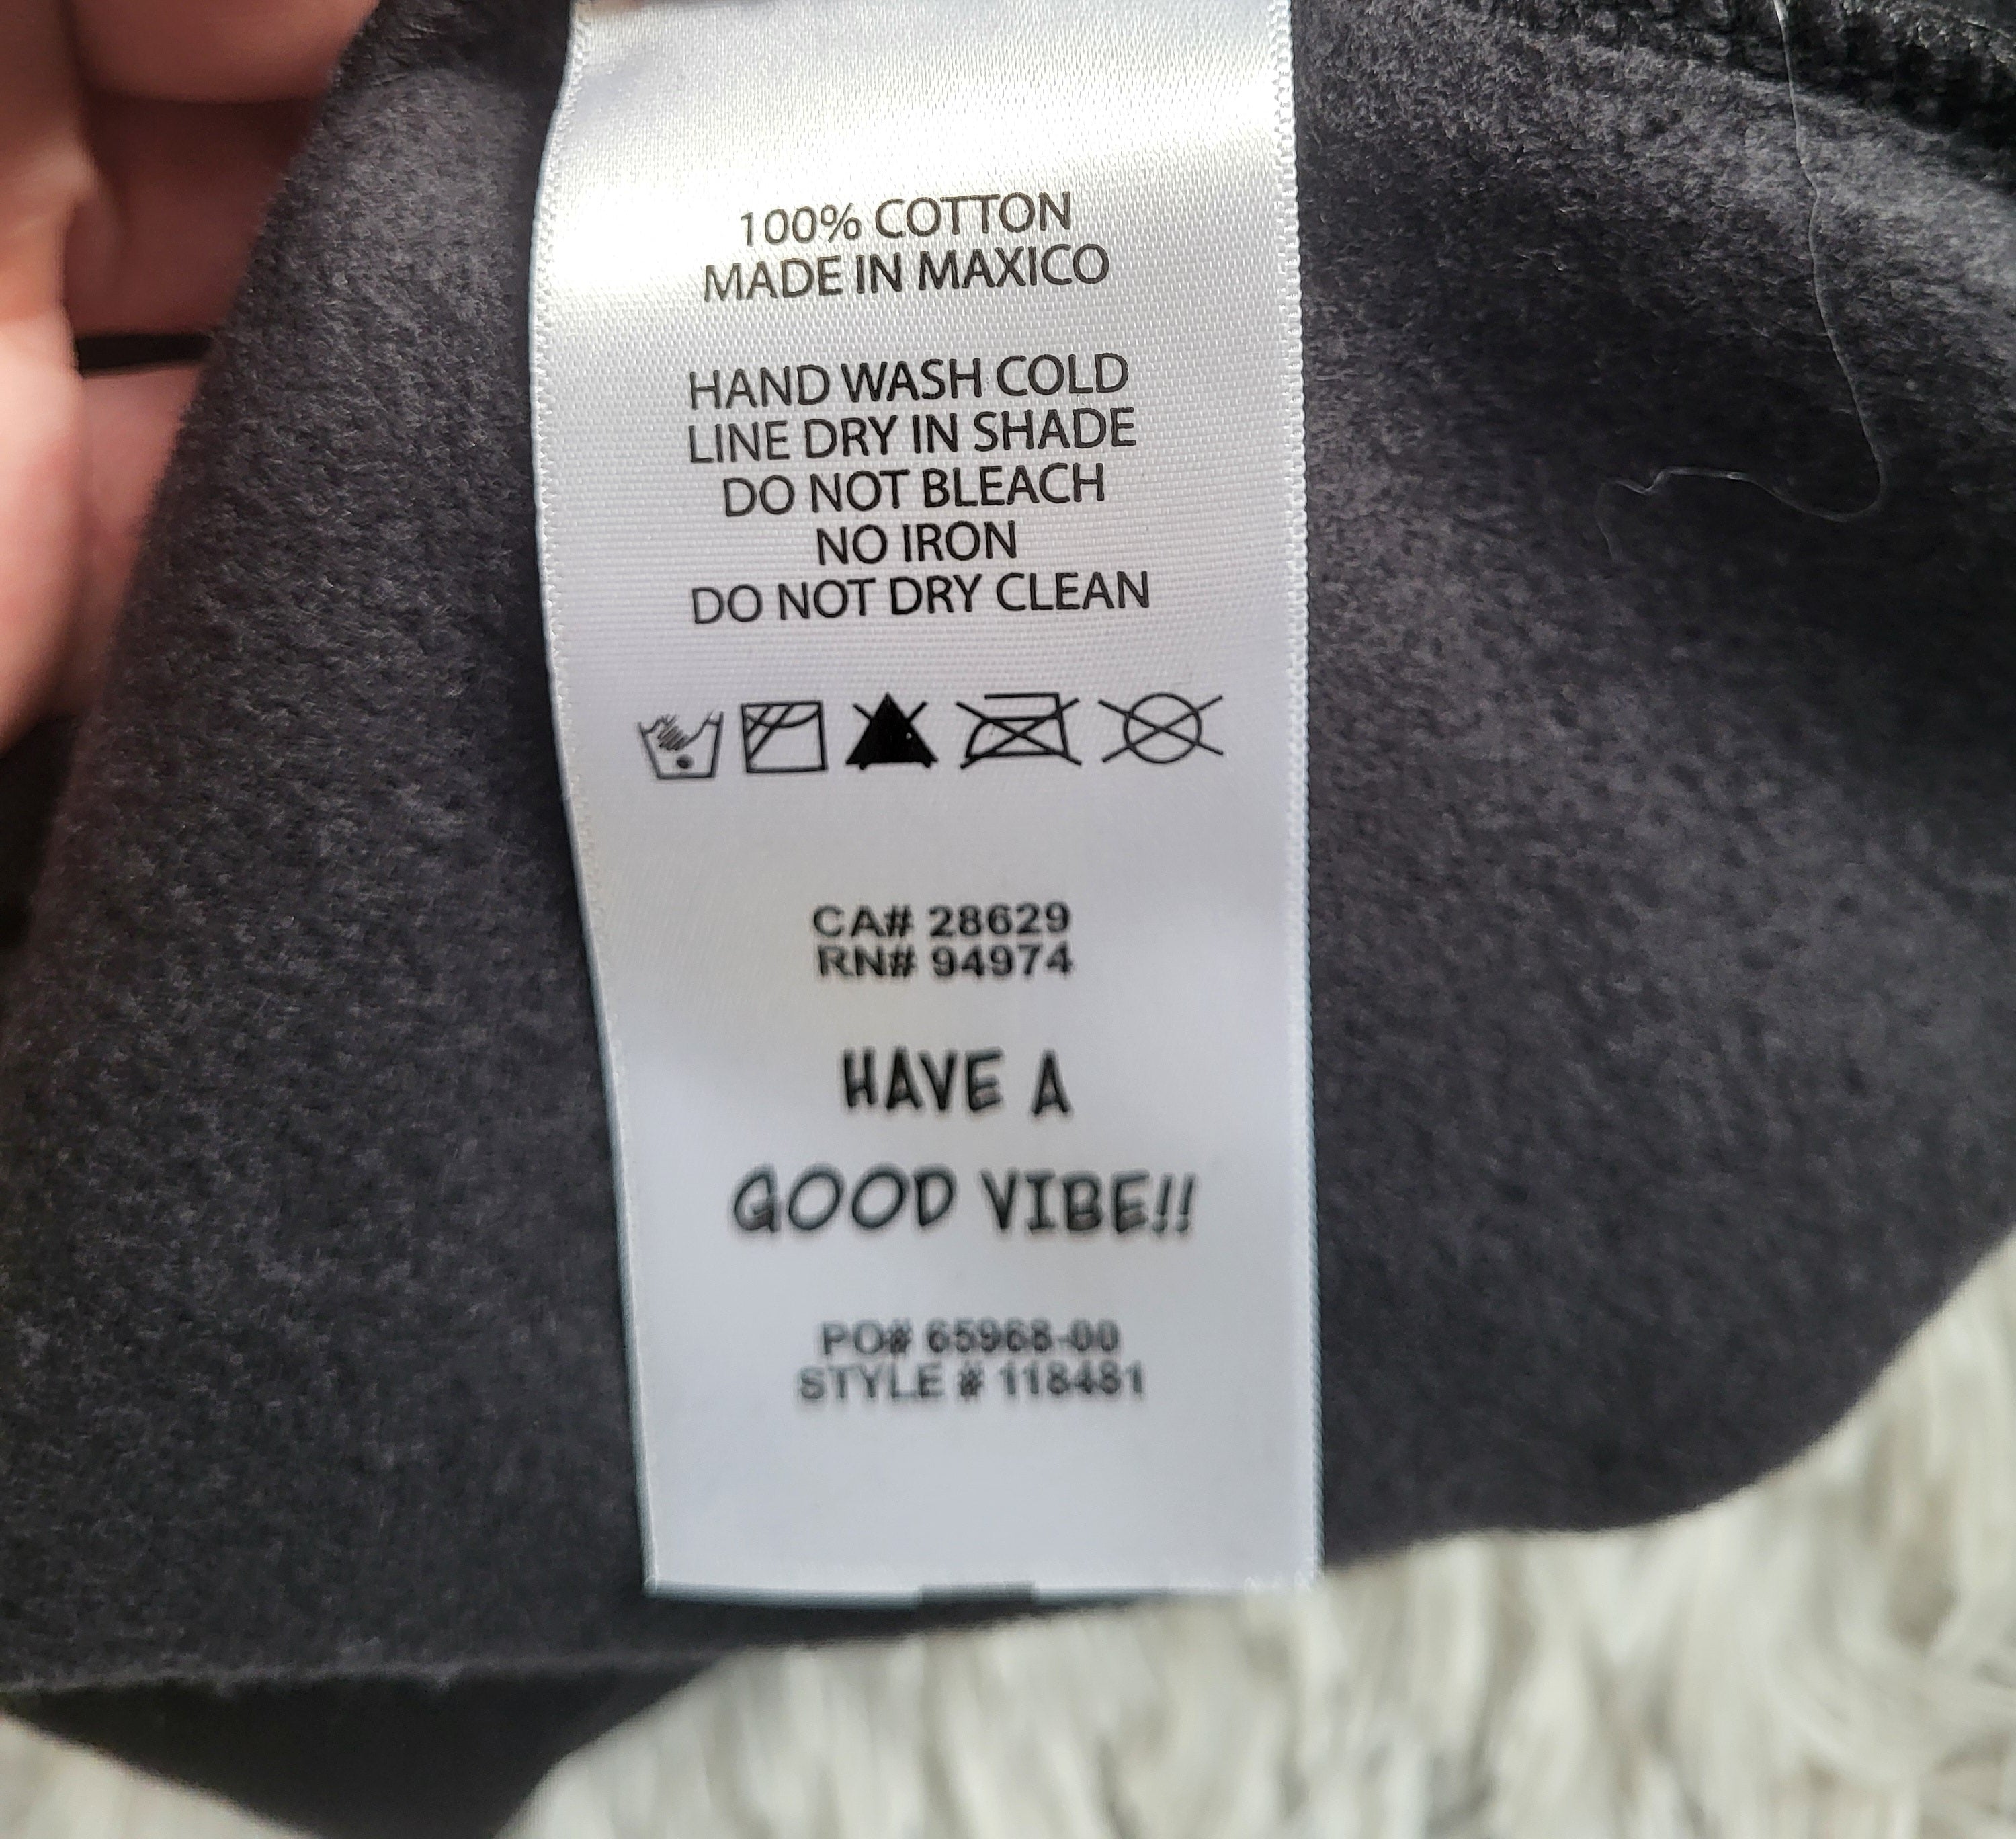 100% COTTON
MADE IN MAXICO
HAND WASH COLD
LINE DRY IN SHADE
DO NOT BLEACH
NO IRON
DO NOT DRY CLEAN
CA# 28629
RN# 94974
HAVE A
GOOD VIBE!!
PO# 65968-00
STYLE # 118481